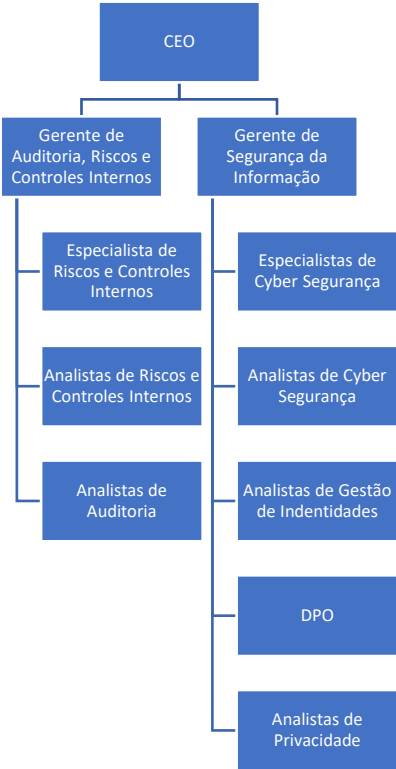 CEO
Gerente de
Auditoria, Riscos e
Controles Internos
Especialista de
Riscos e Controles
Internos
Analistas de Riscos e
Controles Internos
Analistas de
Auditoria
Gerente de
Segurança da
Informação
Especialistas de
Cyber Segurança
Analistas de Cyber
Segurança
Analistas de Gestão
de Indentidades
DPO
Analistas de
Privacidade